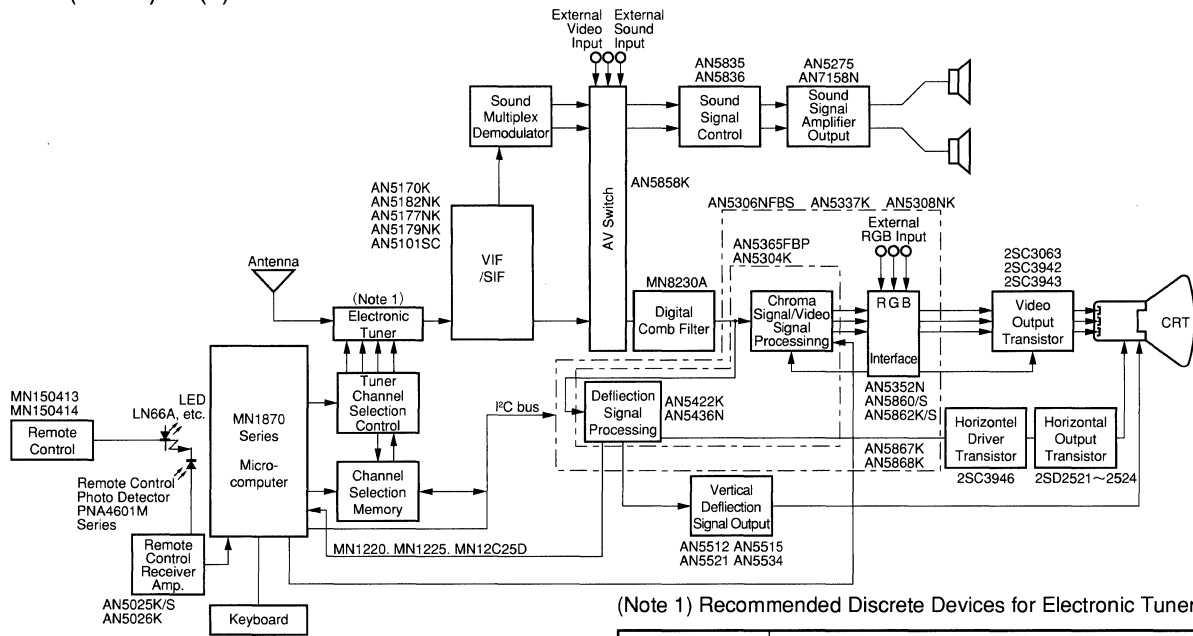 External
Video
Input
External
Sound
Input
AN5835
AN5836
AN5275
AN7158N
Sound
Multiplex
Demodulator
Sound
Signal
Control
Sound
Signal
Amplifier
Output
AN5170K
AN5182NK
AN5177NK
AN5179NK
AN5101SC
AV Switch
AN5858K
AN5306NFBS AN5337K AN5308NK
External
RGB Input
AN5365FBP
AN5304K
2SC3063
2SC3942
2SC3943
VIF
/SIF
Antenna
(Note 1)
Electronic
Tuner
MN8230A
Digital
Comb Filter
Chroma
Signal/Video
Signal
Processinng
RGB
Interface
Video
Output
Transistor
CRT
AN5352N
AN5860/S
AN5862K/S
MN150413
MN150414
Remote
Control
LED
LN66A, etc.
MN1870
Series
Micro-
computer
Tuner
Channel
Selection
Control
I²C bus
Defliection
Signal
Processing
AN5422K
AN5436N
AN5867K
AN5868K
Horizontel
Driver
Transistor
2SC3946
Horizontal
Output
Transistor
2SD2521～2524
Remote Control
Photo Detector
PNA4601M
Series
Channel
Selection
Memory
Vertical
Defliection
Signal Output
AN5512 AN5515
AN5521 AN5534
MN1220. MN1225. MN12C25D
Remote
Control
Receiver
Amp.
AN5025K/S
AN5026K
Keyboard
(Note 1) Recommended Discrete Devices for Electronic Tuner